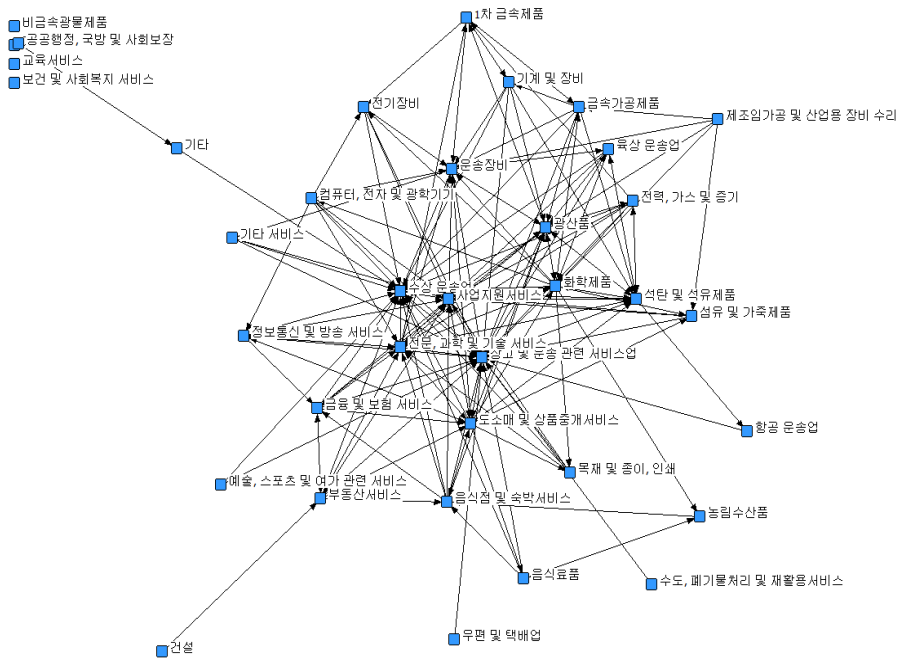 비금속광물제품
공공행정, 국방 및 사회보장
교육서비스
보건 및 사회복지 서비스
1차 금속제품
기계 및 장비
전기장비
금속가공제품
제조임가공 및 산업용 장비 수리
기타
육상 운송업
운송장비
컴퓨터, 전자 및 광학기기
전력, 가스 및 증기
기타 서비스
광산품
수상 운송업
사업지원서비스
화학제품
석탄 및 석유제품
섬유 및 가죽제품
정보통신 및 방송 서비스
전문, 과학 및 기술 서비스
창고 및 운송 관련 서비스업
금융 및 보험 서비스
도소매 및 상품중개서비스
항공 운송업
목재 및 종이, 인쇄
예술, 스포츠 및 여가 관련 서비스
부동산서비스
음식점 및 숙박서비스
농림수산품
음식료품
수도, 폐기물처리 및 재활용서비스
우편 및 택배업
건설